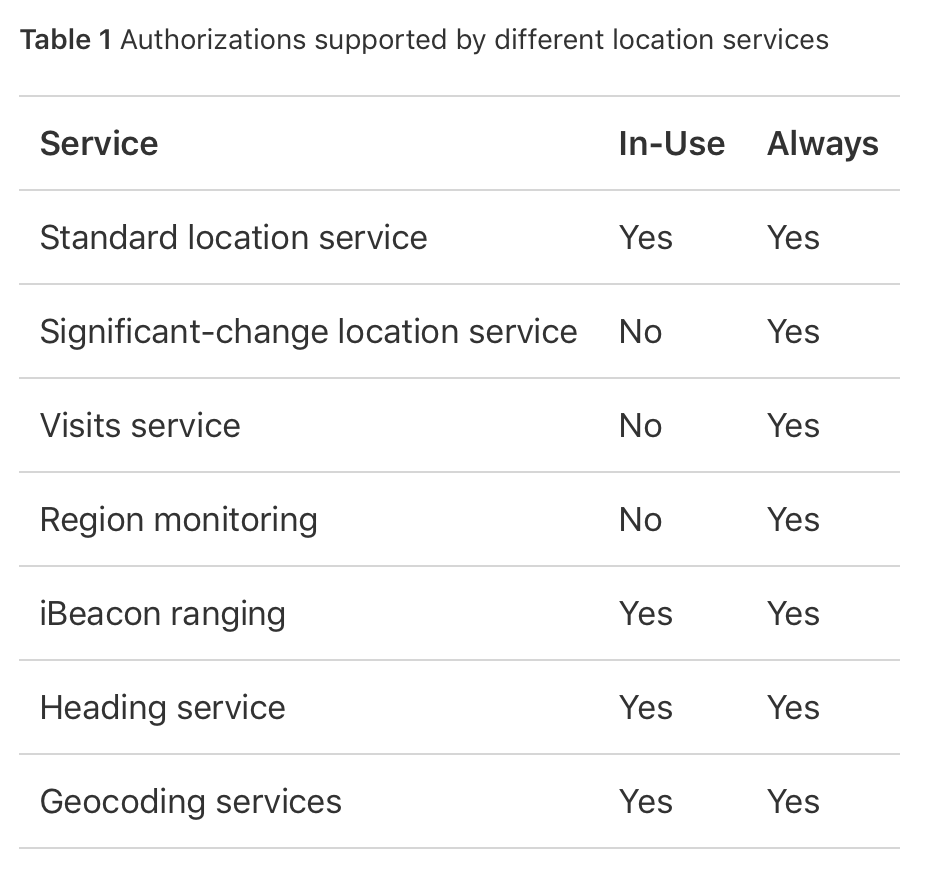 Table 1 Authorizations supported by different location services
Service In-Use Always
Standard location service Yes Yes
Significant-change location service No Yes
Visits service No Yes
Region monitoring No Yes
iBeacon ranging Yes Yes
Heading service Yes Yes
Geocoding services Yes Yes